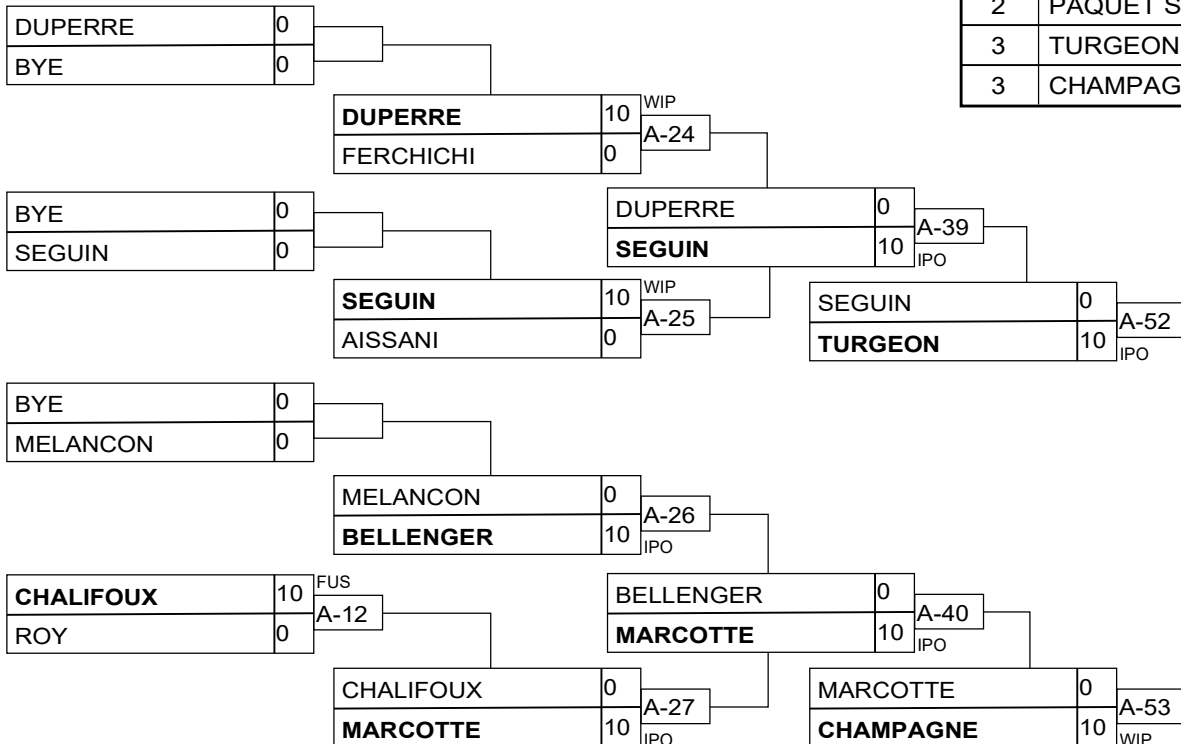 2 PAQUET S
3 TURGEON
3 CHAMPAG
DUPERRE 0
BYE 0
DUPERRE 10 WIP
A-24
FERCHICHI 0
BYE 0
SEGUIN 0
DUPERRE 0
A-39
SEGUIN 10 IPO
SEGUIN 10 WIP
A-25
AISSANI 0
SEGUIN 0
A-52
TURGEON 10 IPO
BYE 0
MELANCON 0
MELANCON 0
A-26
BELLENGER 10 IPO
CHALIFOUX 10 FUS
A-12
ROY 0
BELLENGER 0
A-40
MARCOTTE 10 IPO
CHALIFOUX 0
A-27
MARCOTTE 10 IPO
MARCOTTE 0
A-53
CHAMPAGNE 10 WIP